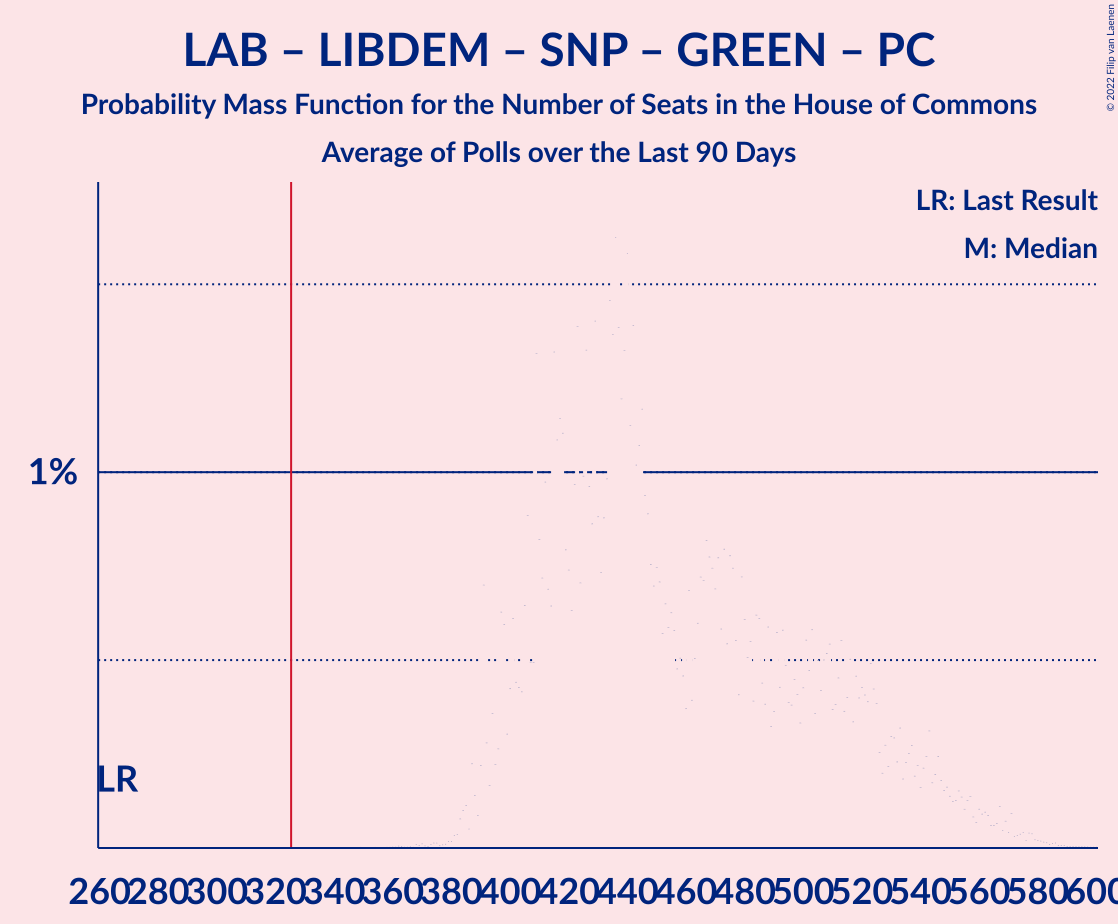 LAB – LIBDEM – SNP – GREEN – PC
Probability Mass Function for the Number of Seats in the House of Commons
Average of Polls over the Last 90 Days
© 2022 Filip van Laenen
LR: Last Result
M: Median
1%
LR
260 280 300 320 340 360 380 400 420 440 460 480 500 520 540 560 580 600